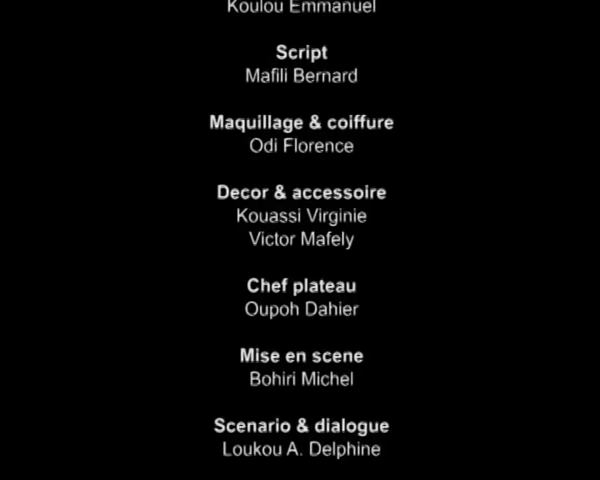 Koulou Emmanuel
Script
Mafili Bernard
Maquillage & coiffure
Odi Florence
Decor & accessoire
Kouassi Virginie
Victor Mafely
Chef plateau
Oupoh Dahier
Mise en scene
Bohiri Michel
Scenario & dialogue
Loukou A. Delphine